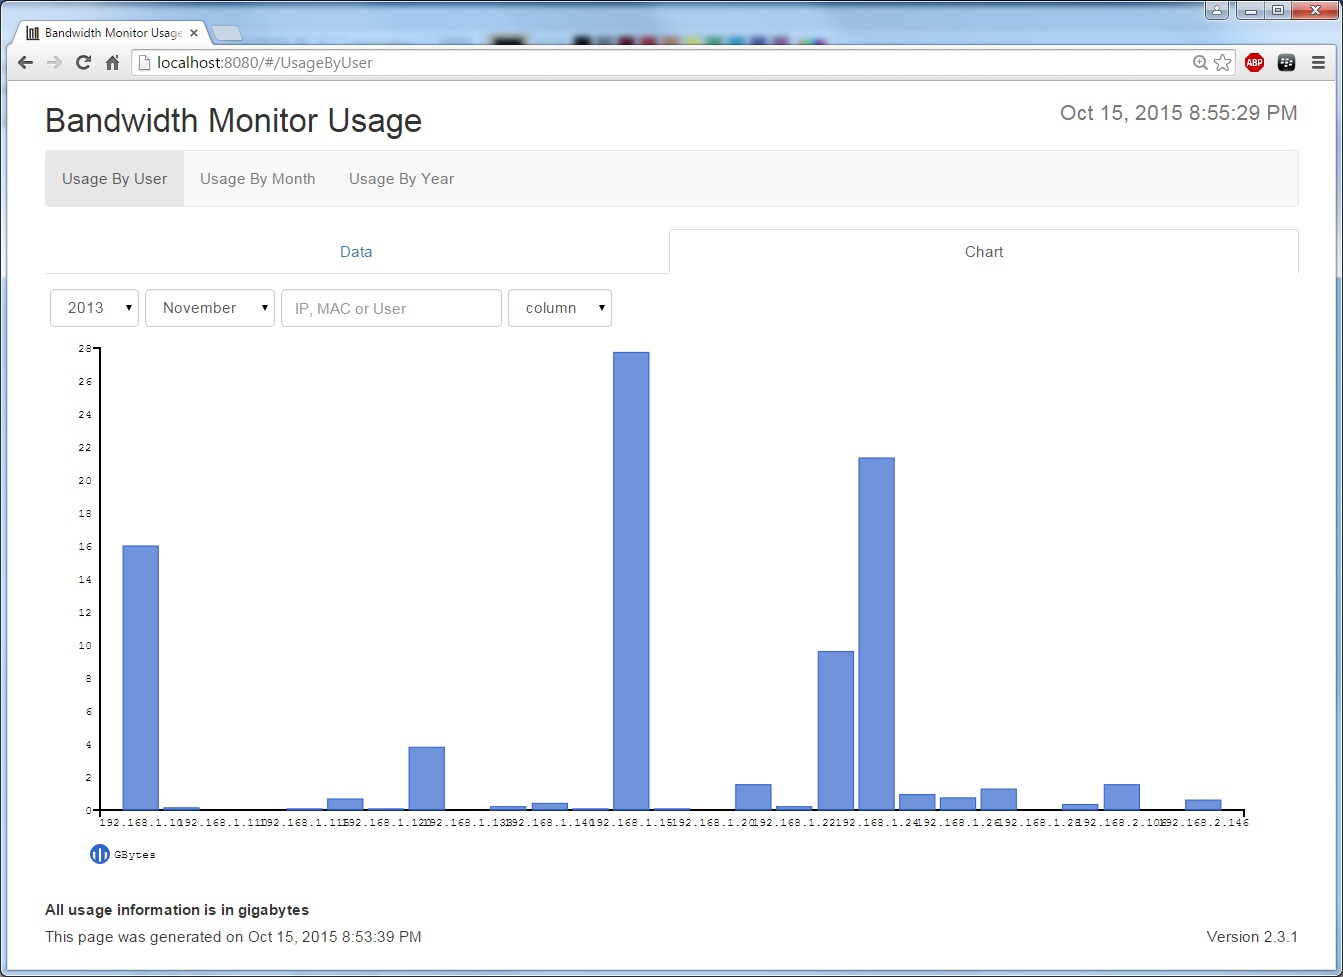 Bandwidth Monitor Usage
localhost:8080/#/UsageByUser
ABP
Bandwidth Monitor Usage
Oct 15, 2015 8:55:29 PM
Usage By User
Usage By Month
Usage By Year
Data
Chart
2013
November
IP, MAC or User
column
28
26
24
22
20
18
16
14
12
10
8
6
4
2
0
192.168.1.10
192.168.1.110
192.168.1.115
192.168.1.120
192.168.1.133
192.168.1.140
192.168.1.15
192.168.1.20
192.168.1.22
192.168.1.24
192.168.1.26
192.168.1.28
192.168.2.106
192.168.2.146
GBytes
All usage information is in gigabytes
This page was generated on Oct 15, 2015 8:53:39 PM
Version 2.3.1